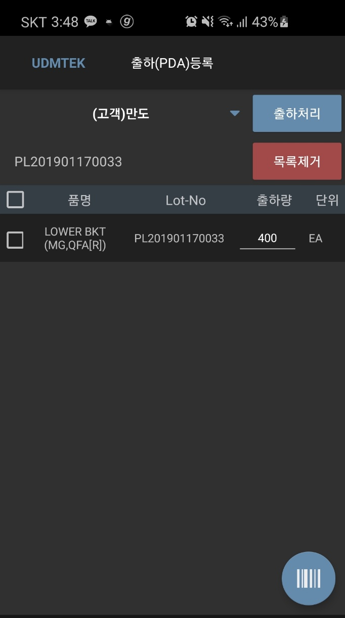 SKT 3:48 43%
UDMTEK 출하(PDA)등록
(고객)만도 출하처리
PL201901170033 목록제거
품명 Lot-No 출하량 단위
LOWER BKT
(MG,QFA[R]) PL201901170033 400 EA